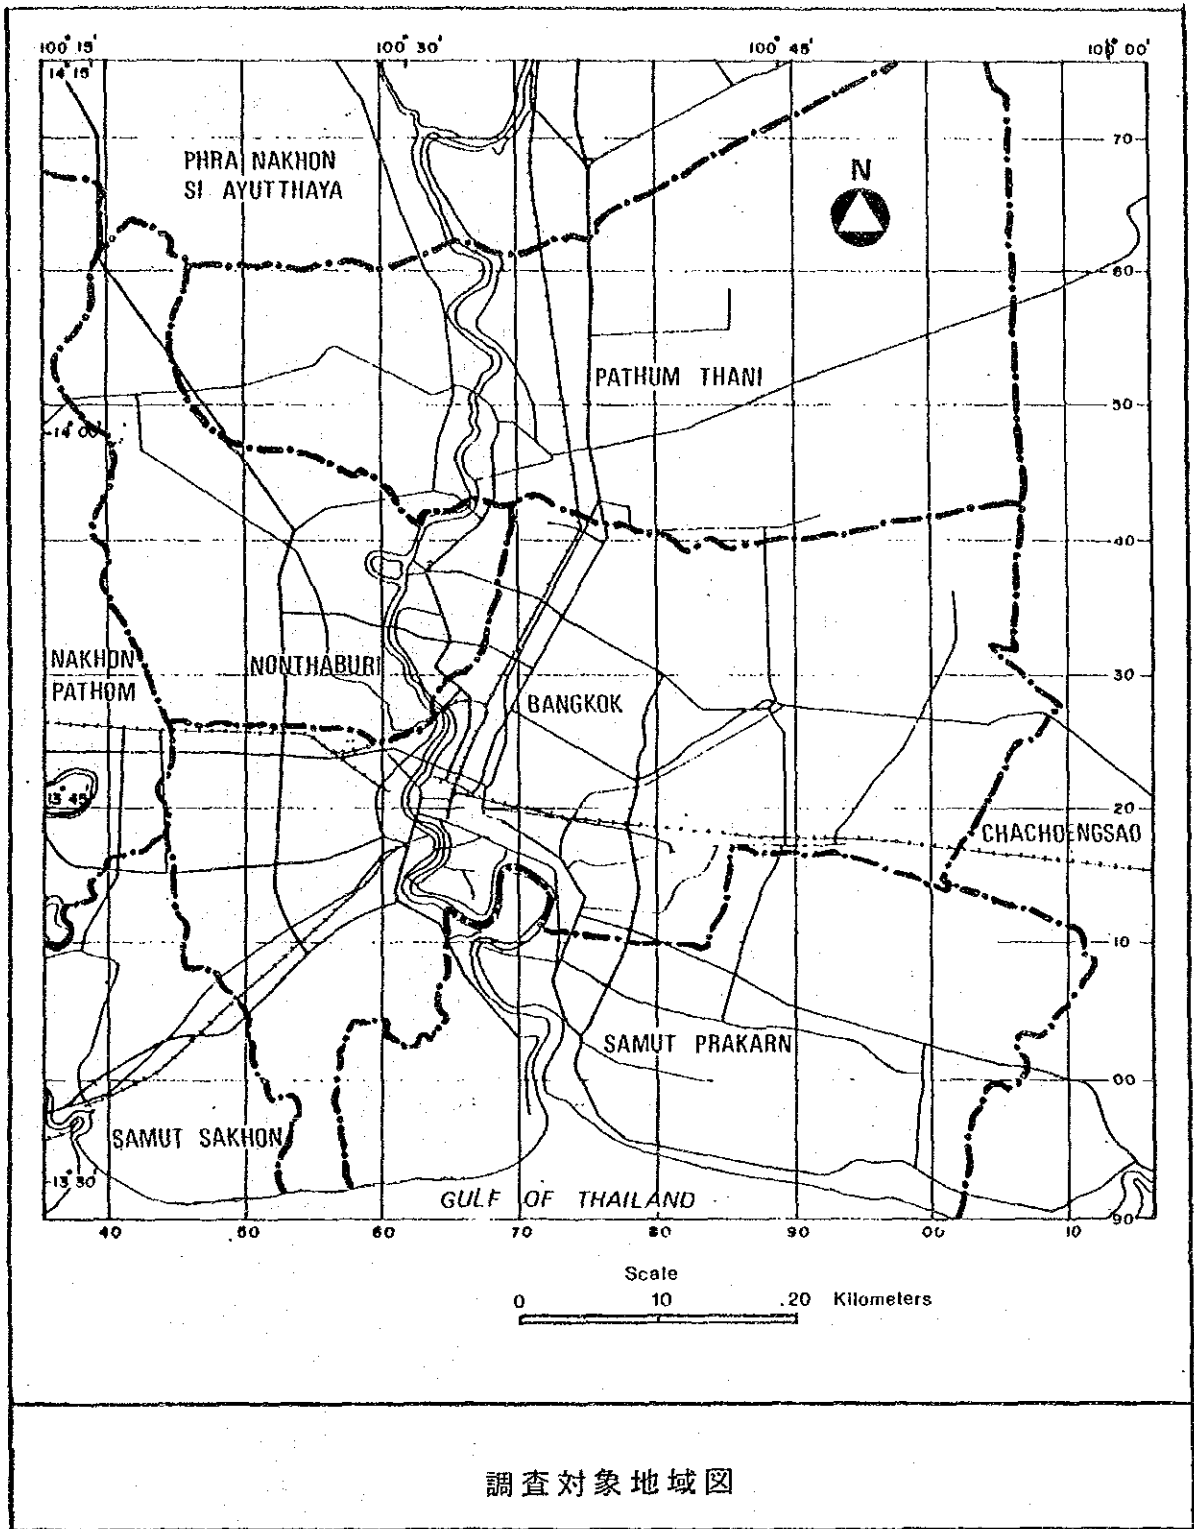 100° 15' 100° 30' 100° 45' 100° 00'
14° 15'
70
PHRA NAKHON
SI AYUTTHAYA
N
60
PATHUM THANI
50
14° 00'
40
NAKHON
PATHOM
NONTHABURI
30
BANGKOK
13° 45'
20
CHACHOENGSAO
10
SAMUT PRAKARN
00
SAMUT SAKHON
13° 30'
GULF OF THAILAND
90
40 50 60 70 80 90 00 10
Scale
0 10 20 Kilometers
調査対象地域図